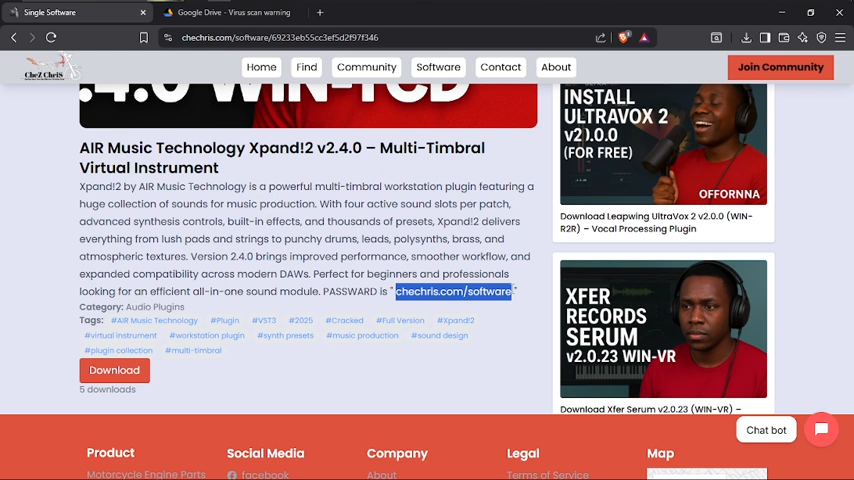 Single Software
Google Drive - Virus scan warning
chechris.com/software/69233eb55cc3ef5d2f97f346
CheZ ChriS
Home
Find
Community
Software
Contact
About
Join Community
.4.0 WIN-TCD
AIR Music Technology Xpand!2 v2.4.0 – Multi-Timbral
Virtual Instrument
Xpand!2 by AIR Music Technology is a powerful multi-timbral workstation plugin featuring a
huge collection of sounds for music production. With four active sound slots per patch,
advanced synthesis controls, built-in effects, and thousands of presets, Xpand!2 delivers
everything from lush pads and strings to punchy drums, leads, polysynths, brass, and
atmospheric textures. Version 2.4.0 brings improved performance, smoother workflow, and
expanded compatibility across modern DAWs. Perfect for beginners and professionals
looking for an efficient all-in-one sound module. PASSWARD is " chechris.com/software"
Category: Audio Plugins
Tags: #AIR Music Technology #Plugin #VST3 #2025 #Cracked #Full Version #Xpand!2
#virtual instrument #workstation plugin #synth presets #music production #sound design
#plugin collection #multi-timbral
Download
5 downloads
INSTALL
ULTRAVOX 2
v2).0.0
(FOR FREE)
OFFORNNA
Download Leapwing UltraVox 2 v2.0.0 (WIN-
R2R) – Vocal Processing Plugin
XFER
RECORDS
SERUM
v2.0.23 WIN-VR
Download Xfer Serum v2.0.23 (WIN-VR) –
Chat bot
Product
Social Media
Company
Legal
Map
Motorcycle Engine Parts
facebook
About
Terms of Service